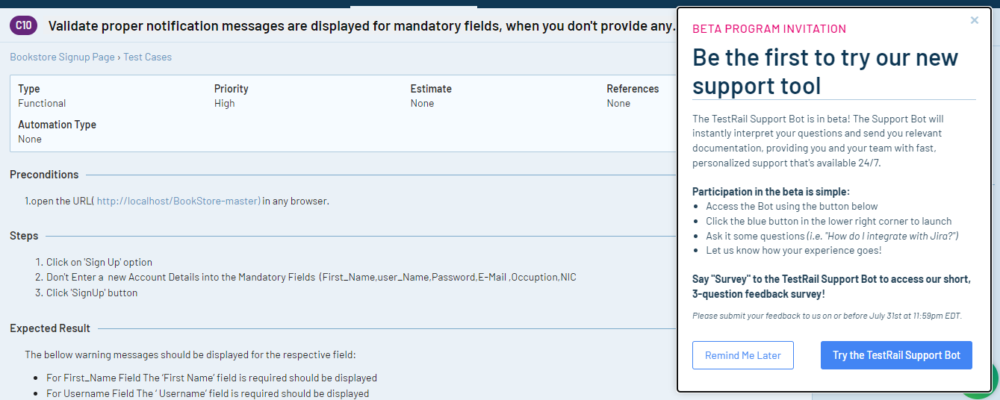 C10 Validate proper notification messages are displayed for mandatory fields, when you don't provide any.
Bookstore Signup Page › Test Cases
Type Priority Estimate References
Functional High None None
Automation Type
None
Preconditions
1.open the URL( http://localhost/BookStore-master) in any browser.
Steps
1. Click on 'Sign Up' option
2. Don't Enter a new Account Details into the Mandatory Fields (First_Name,user_Name,Password,E-Mail ,Occuption,NIC
3. Click 'SignUp' button
Expected Result
The bellow warning messages should be displayed for the respective field:
• For First_Name Field The ‘First Name’ field is required should be displayed
• For Username Field The ‘ Username’ field is required should be displayed
×
BETA PROGRAM INVITATION
Be the first to try our new
support tool
The TestRail Support Bot is in beta! The Support Bot will
instantly interpret your questions and send you relevant
documentation, providing you and your team with fast,
personalized support that's available 24/7.
Participation in the beta is simple:
• Access the Bot using the button below
• Click the blue button in the lower right corner to launch
• Ask it some questions (i.e. "How do I integrate with Jira?")
• Let us know how your experience goes!
Say "Survey" to the TestRail Support Bot to access our short,
3-question feedback survey!
Please submit your feedback to us on or before July 31st at 11:59pm EDT.
Remind Me Later Try the TestRail Support Bot